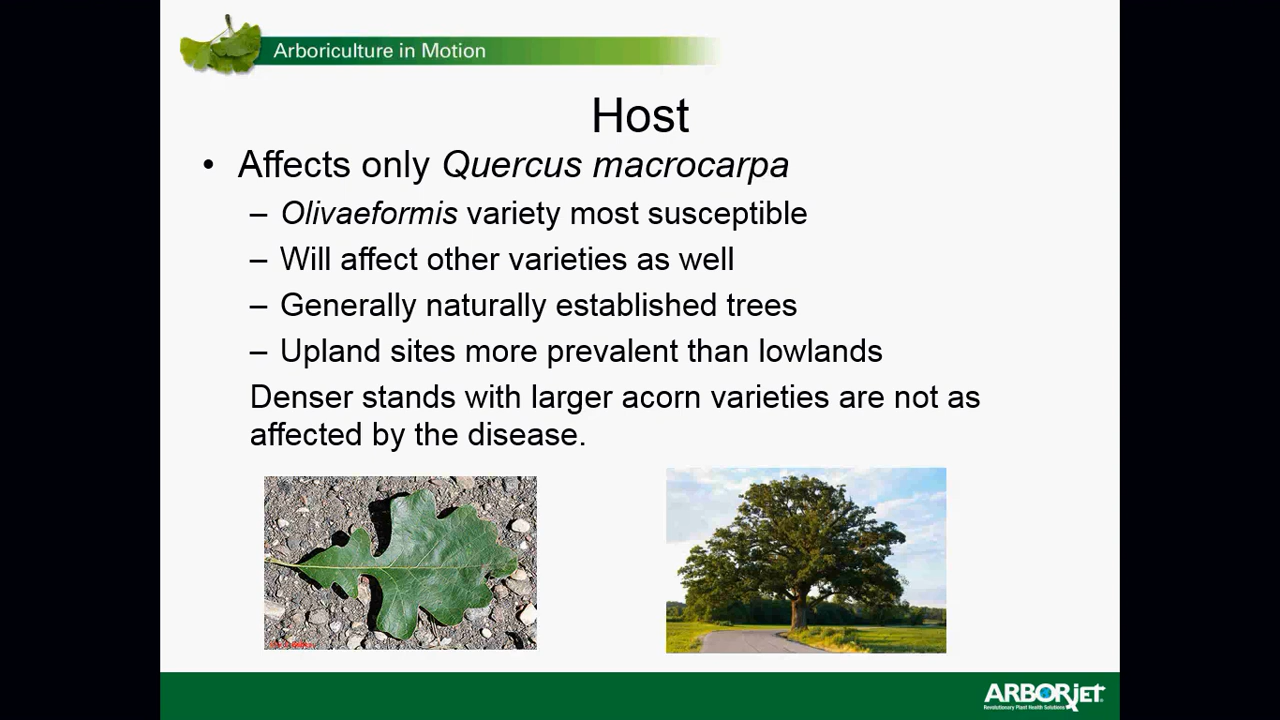 Arboriculture in Motion
Host
• Affects only Quercus macrocarpa
– Olivaeformis variety most susceptible
– Will affect other varieties as well
– Generally naturally established trees
– Upland sites more prevalent than lowlands
Denser stands with larger acorn varieties are not as
affected by the disease.
ARBORjET
Revolutionary Plant Health Solutions